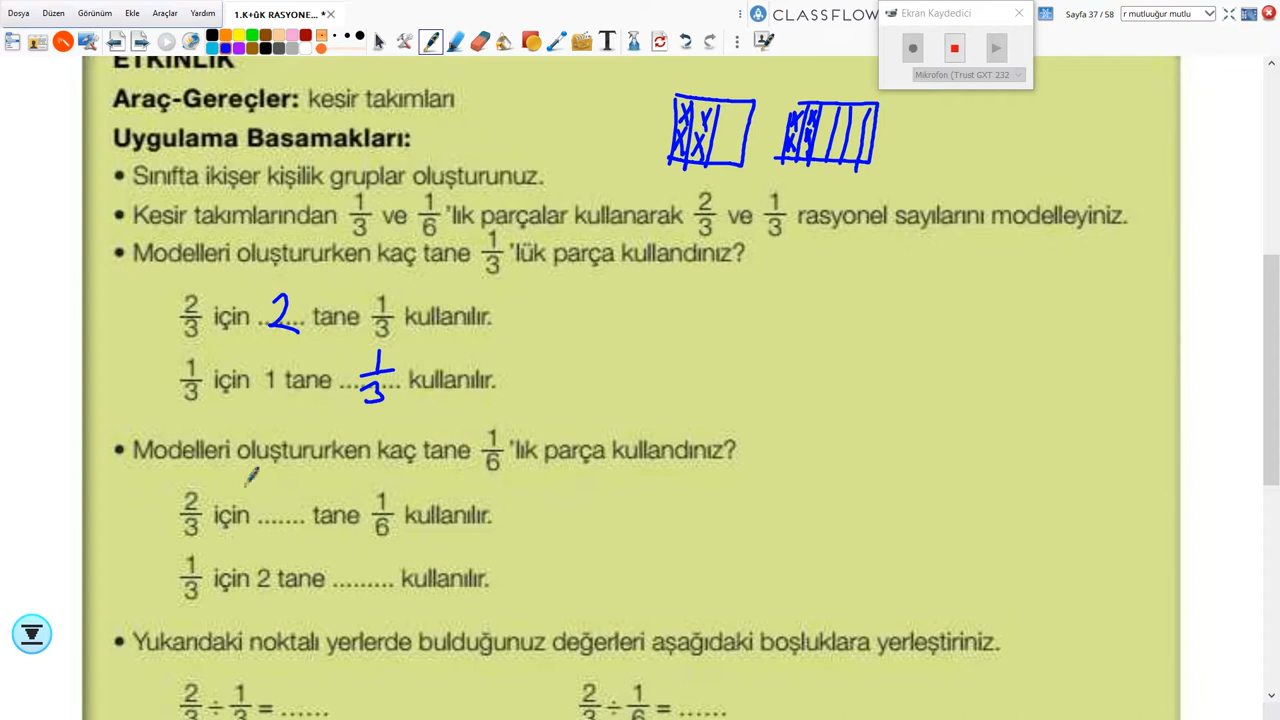 Dosya Düzen Görünüm Ekle Araçlar Yardım
1.K+ûK RASYONE... *
CLASSFLOW
Ekran Kaydedici
Sayfa 37 / 58
r mutluuğur mutlu
Mikrofon (Trust GXT 232
ETKİNLİK
Araç-Gereçler: kesir takımları
Uygulama Basamakları:
• Sınıfta ikişer kişilik gruplar oluşturunuz.
• Kesir takımlarından 1/3 ve 1/6 'lık parçalar kullanarak 2/3 ve 1/3 rasyonel sayılarını modelleyiniz.
• Modelleri oluştururken kaç tane 1/3 'lük parça kullandınız?
2/3 için ..2.... tane 1/3 kullanılır.
1/3 için 1 tane ...1/3... kullanılır.
• Modelleri oluştururken kaç tane 1/6 'lık parça kullandınız?
2/3 için ....... tane 1/6 kullanılır.
1/3 için 2 tane ......... kullanılır.
• Yukarıdaki noktalı yerlerde bulduğunuz değerleri aşağıdaki boşluklara yerleştiriniz.
2/3 ÷ 1/3 = ...... 2/3 ÷ 1/6 = ......